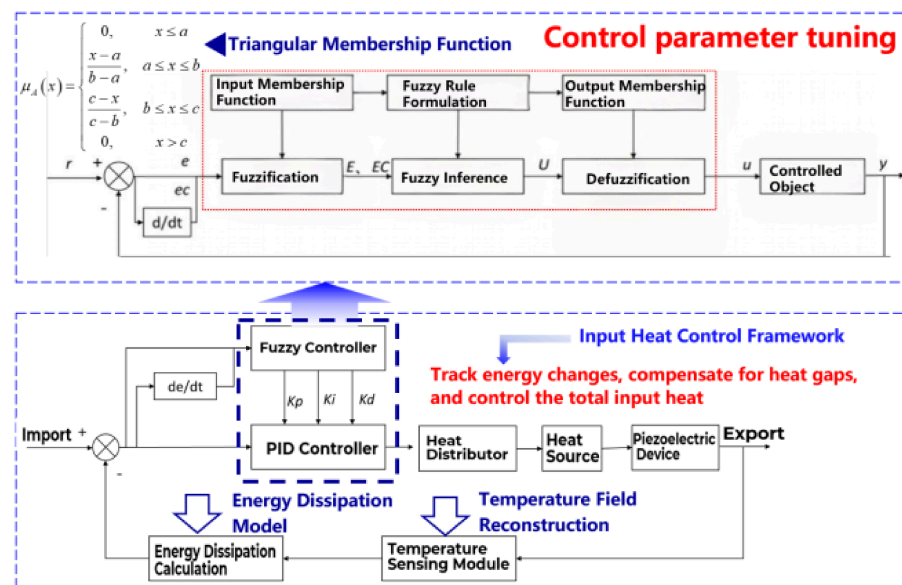 Control parameter tuning
Triangular Membership Function
μ_A(x) = { 0, x ≤ a
(x−a)/(b−a), a ≤ x ≤ b
(c−x)/(c−b), b ≤ x ≤ c
0, x > c
Input Membership
Function
Fuzzy Rule
Formulation
Output Membership
Function
r
+
-
e
ec
d/dt
Fuzzification
E、EC
Fuzzy Inference
U
Defuzzification
u
Controlled
Object
y
Input Heat Control Framework
Track energy changes, compensate for heat gaps,
and control the total input heat
Fuzzy Controller
de/dt
Kp
Ki
Kd
Import
+
-
PID Controller
Heat
Distributor
Heat
Source
Piezoelectric
Device
Export
Energy Dissipation
Model
Temperature Field
Reconstruction
Energy Dissipation
Calculation
Temperature
Sensing Module